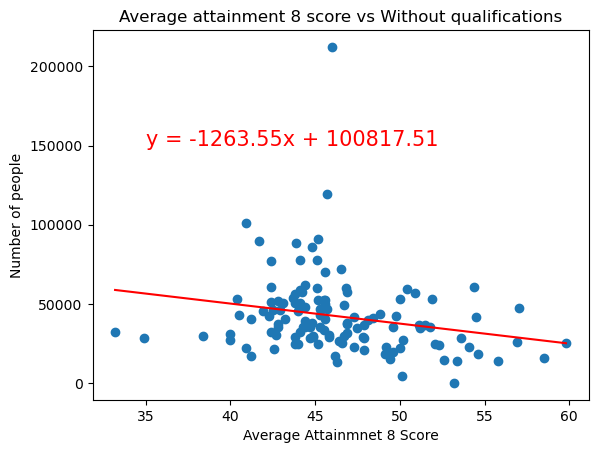 Average attainment 8 score vs Without qualifications
200000
150000
100000
50000
0
Number of people
y = -1263.55x + 100817.51
35 40 45 50 55 60
Average Attainmnet 8 Score